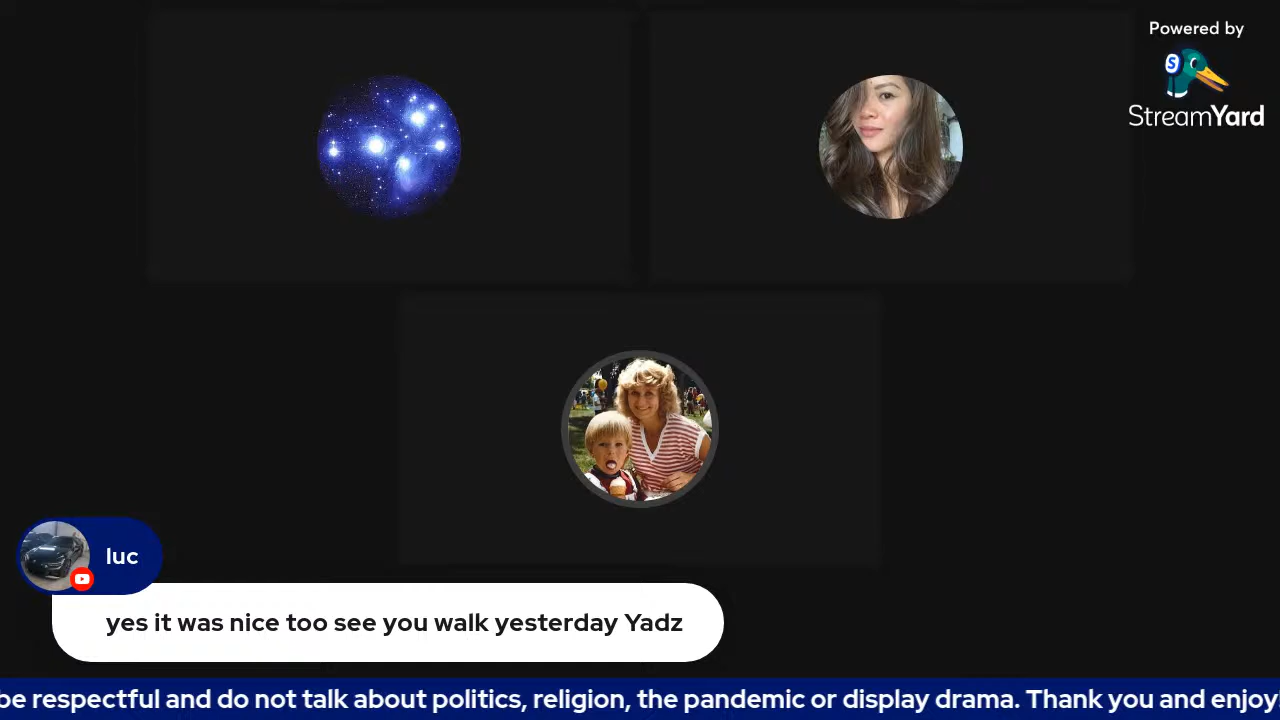 Powered by
S
StreamYard
luc
yes it was nice too see you walk yesterday Yadz
be respectful and do not talk about politics, religion, the pandemic or display drama. Thank you and enjoy